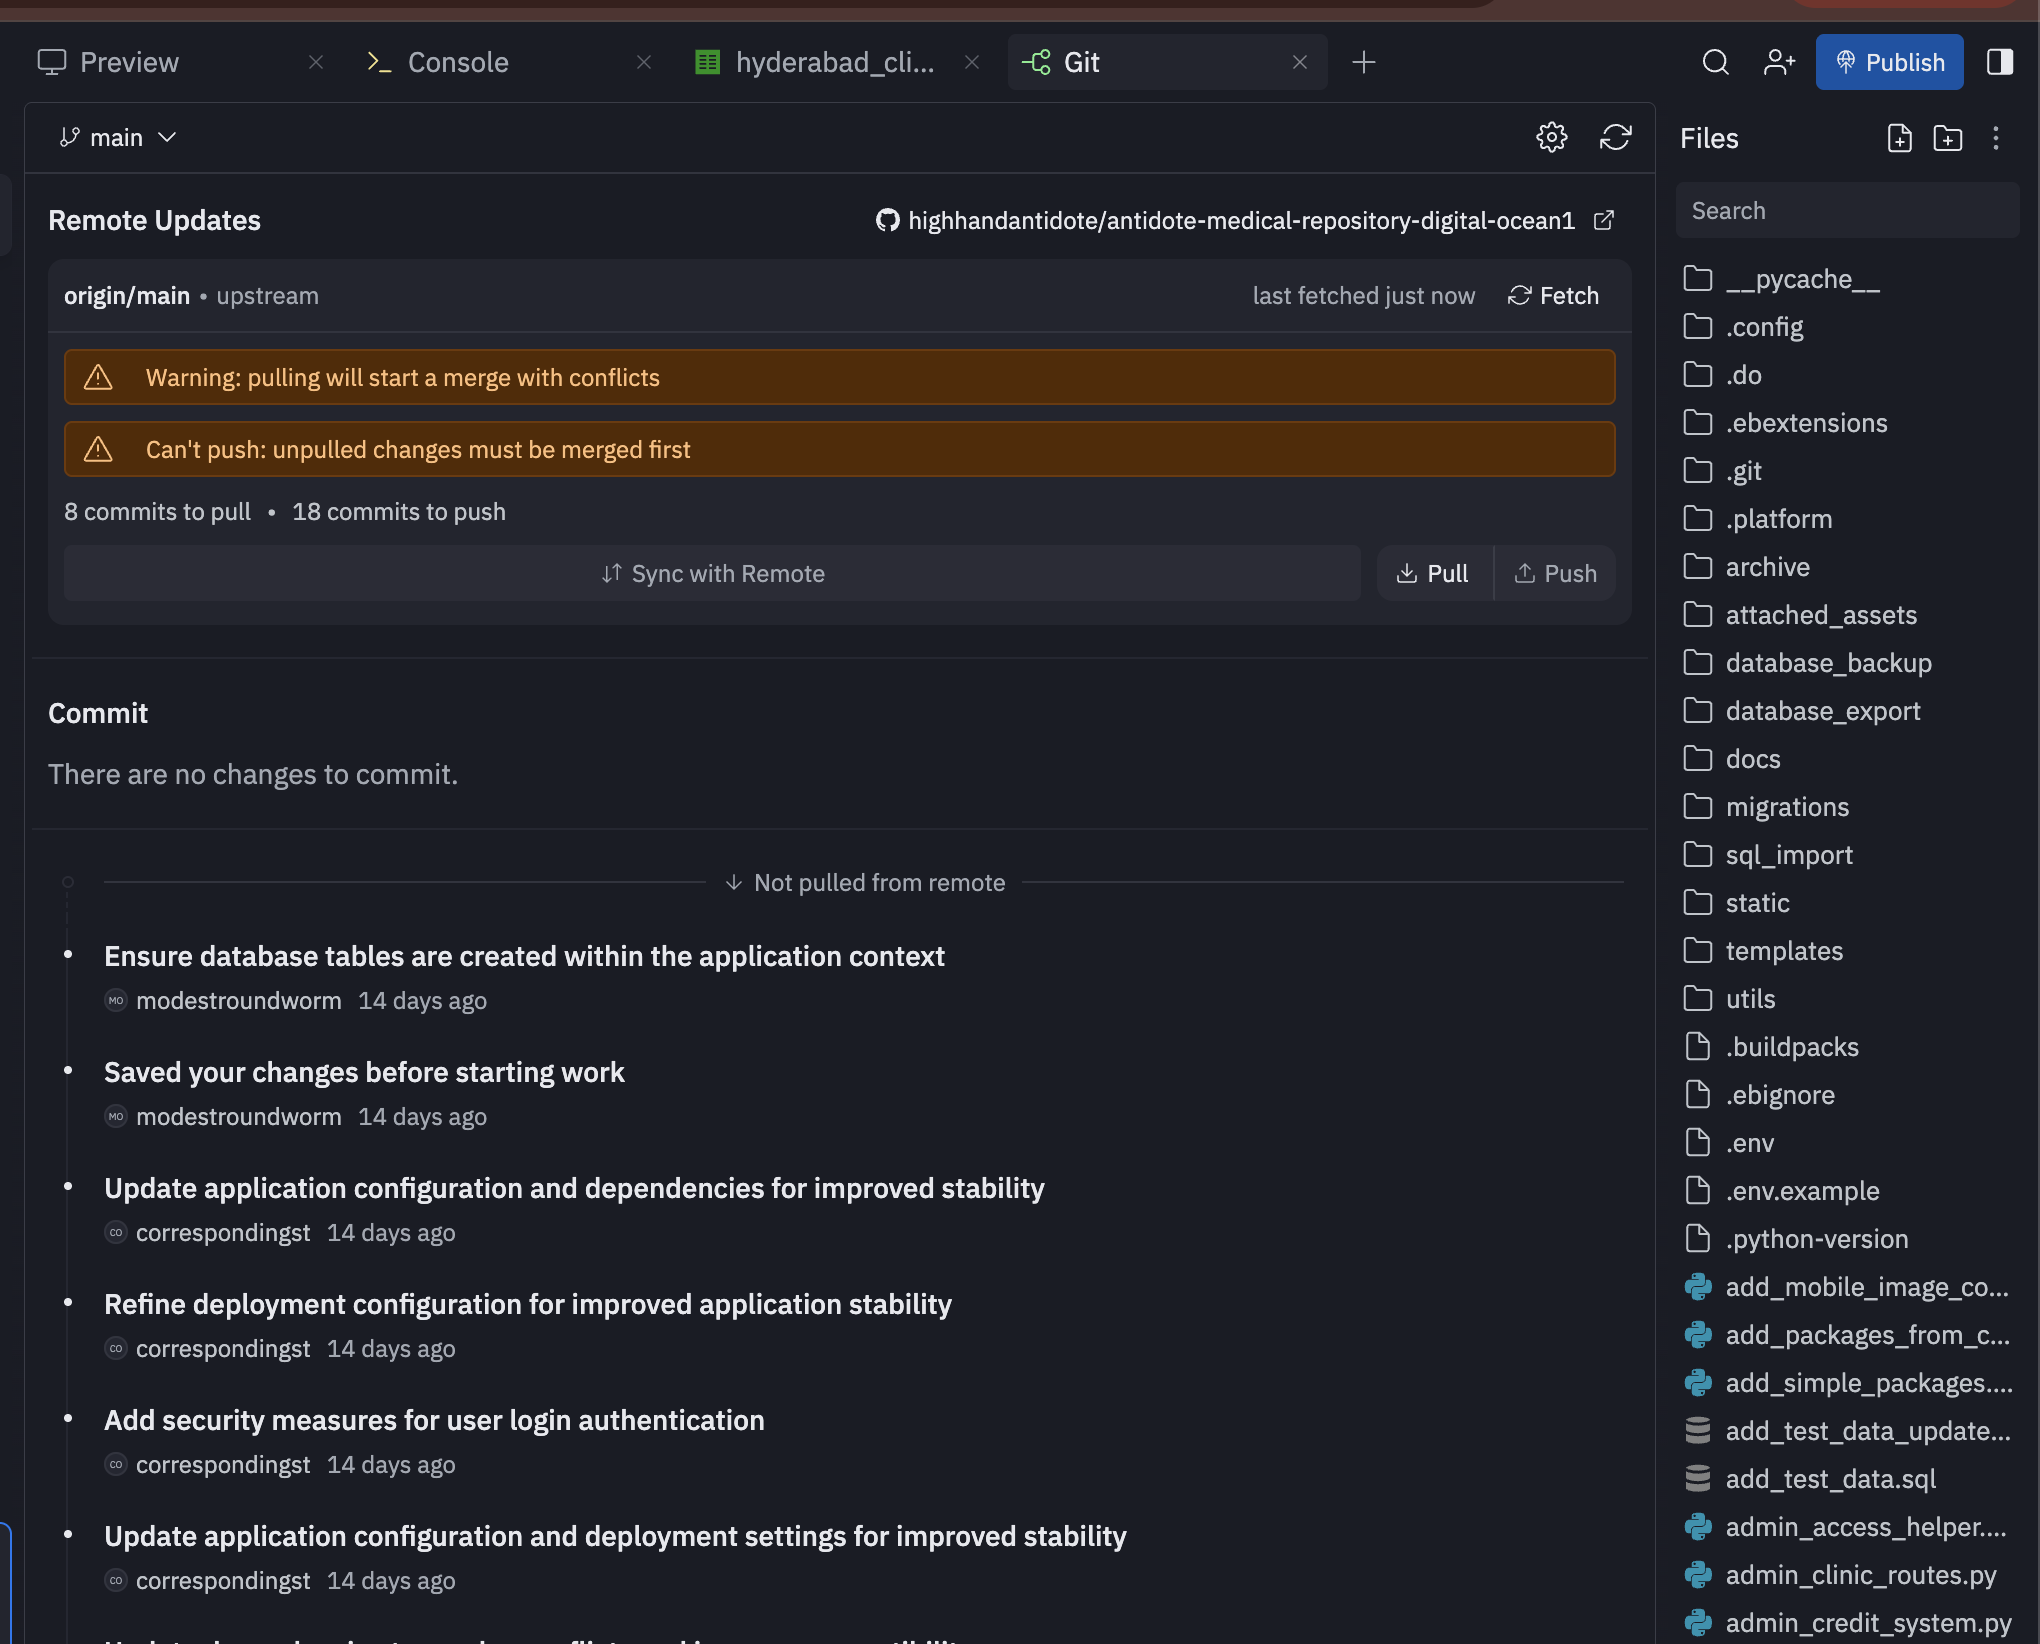 Preview
Console
hyderabad_cli...
Git
Publish
main
Remote Updates
highhandantidote/antidote-medical-repository-digital-ocean1
origin/main • upstream
last fetched just now
Fetch
Warning: pulling will start a merge with conflicts
Can't push: unpulled changes must be merged first
8 commits to pull • 18 commits to push
Sync with Remote
Pull
Push
Commit
There are no changes to commit.
Not pulled from remote
Ensure database tables are created within the application context
MO modestroundworm 14 days ago
Saved your changes before starting work
MO modestroundworm 14 days ago
Update application configuration and dependencies for improved stability
CO correspondingst 14 days ago
Refine deployment configuration for improved application stability
CO correspondingst 14 days ago
Add security measures for user login authentication
CO correspondingst 14 days ago
Update application configuration and deployment settings for improved stability
CO correspondingst 14 days ago
Files
Search
__pycache__
.config
.do
.ebextensions
.git
.platform
archive
attached_assets
database_backup
database_export
docs
migrations
sql_import
static
templates
utils
.buildpacks
.ebignore
.env
.env.example
.python-version
add_mobile_image_co...
add_packages_from_c...
add_simple_packages....
add_test_data_update...
add_test_data.sql
admin_access_helper....
admin_clinic_routes.py
admin_credit_system.py